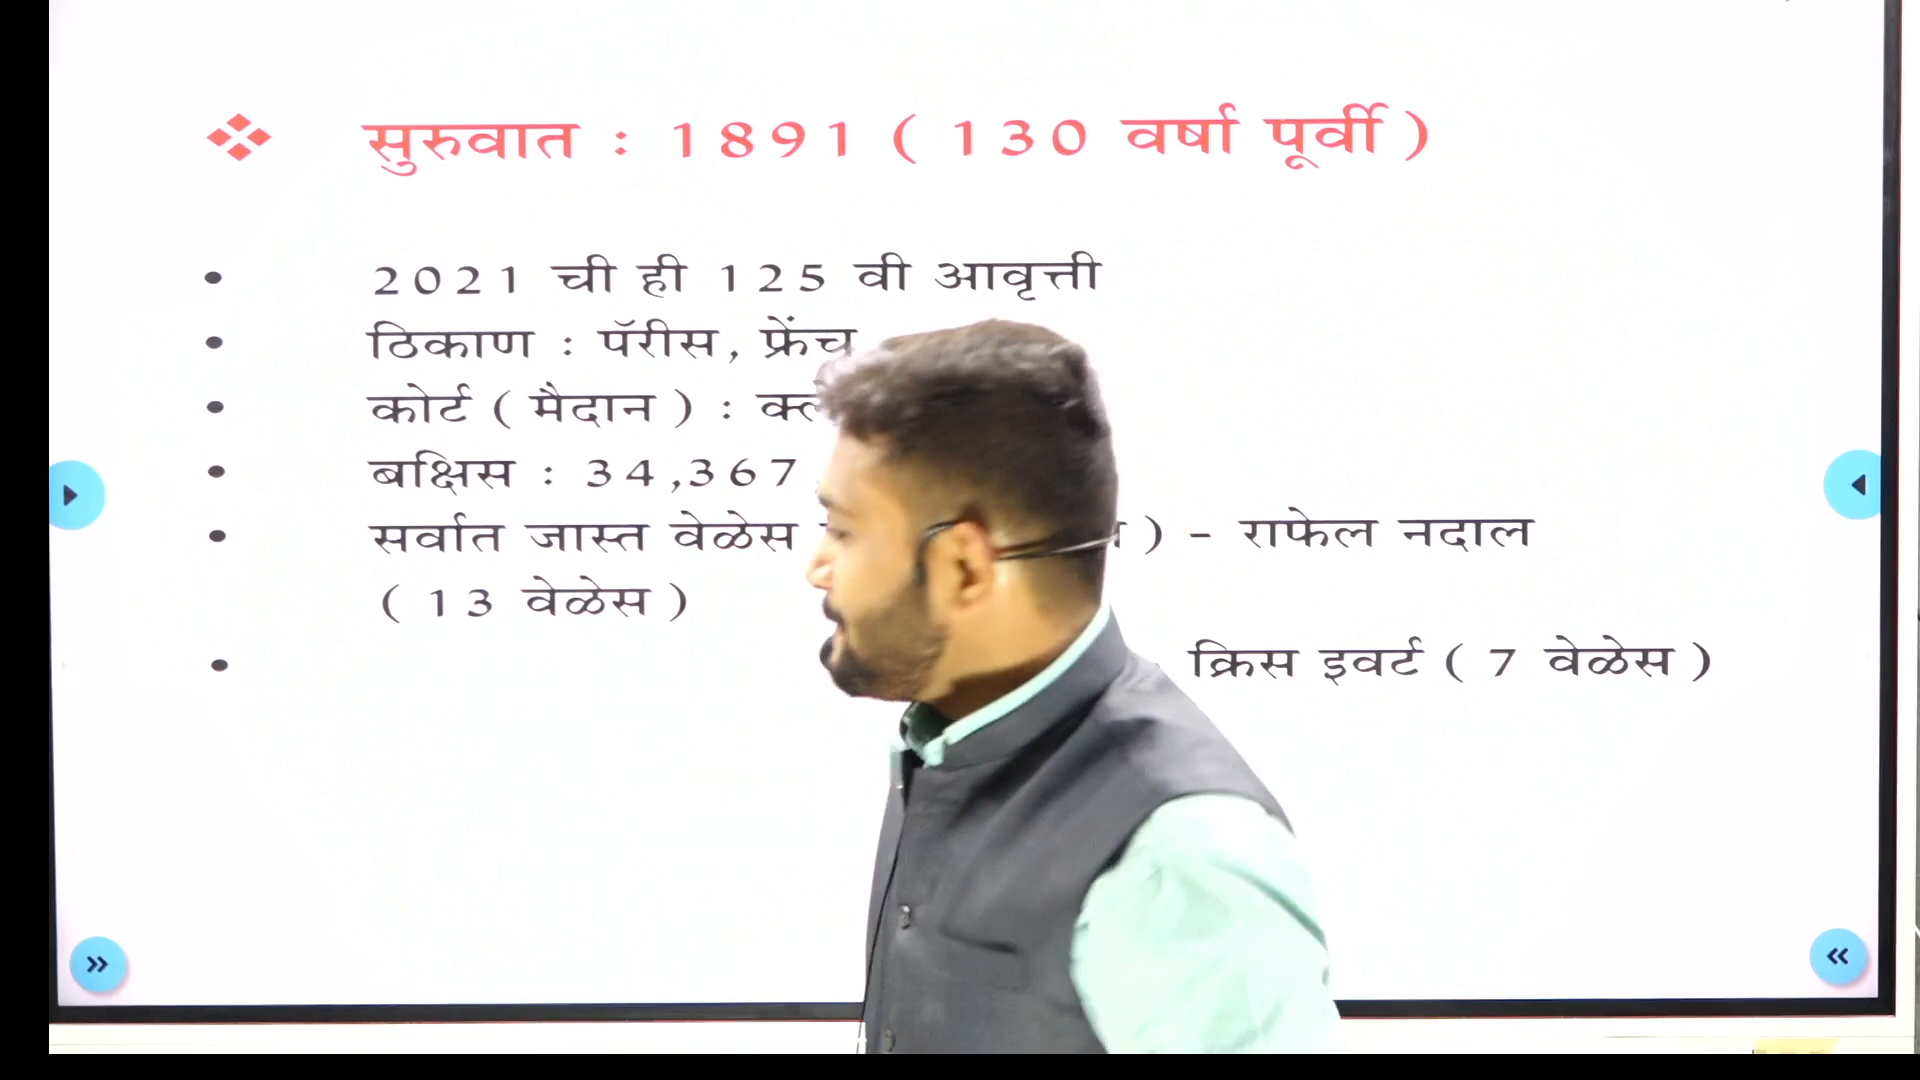 सुरुवात : 1891 ( 130 वर्षा पूर्वी )
2021 ची ही 125 वी आवृत्ती
ठिकाण : पॅरीस, फ्रेंच
कोर्ट ( मैदान ) :
बक्षिस : 34,367
सर्वात जास्त वेळेस ) - राफेल नदाल
( 13 वेळेस )
क्रिस इवर्ट ( 7 वेळेस )